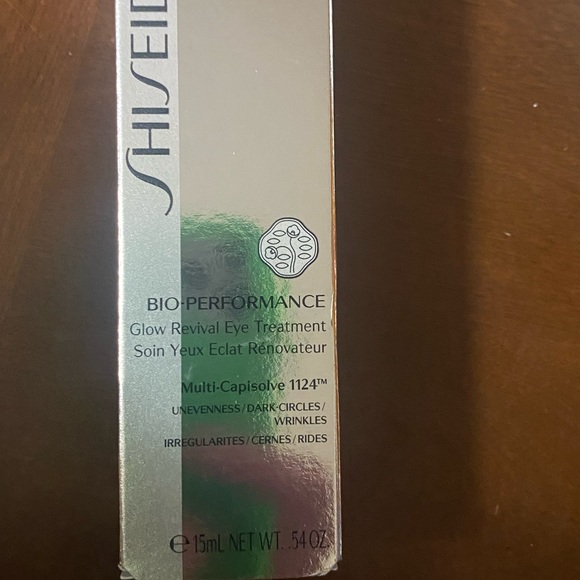 SHISEID
BIO-PERFORMANCE
Glow Revival Eye Treatment
Soin Yeux Eclat Rénovateur
Multi-Capisolve 1124™
UNEVENNESS/DARK-CIRCLES/
WRINKLES
IRREGULARITES/CERNES/RIDES
℮ 15mL NET WT. .54 OZ.